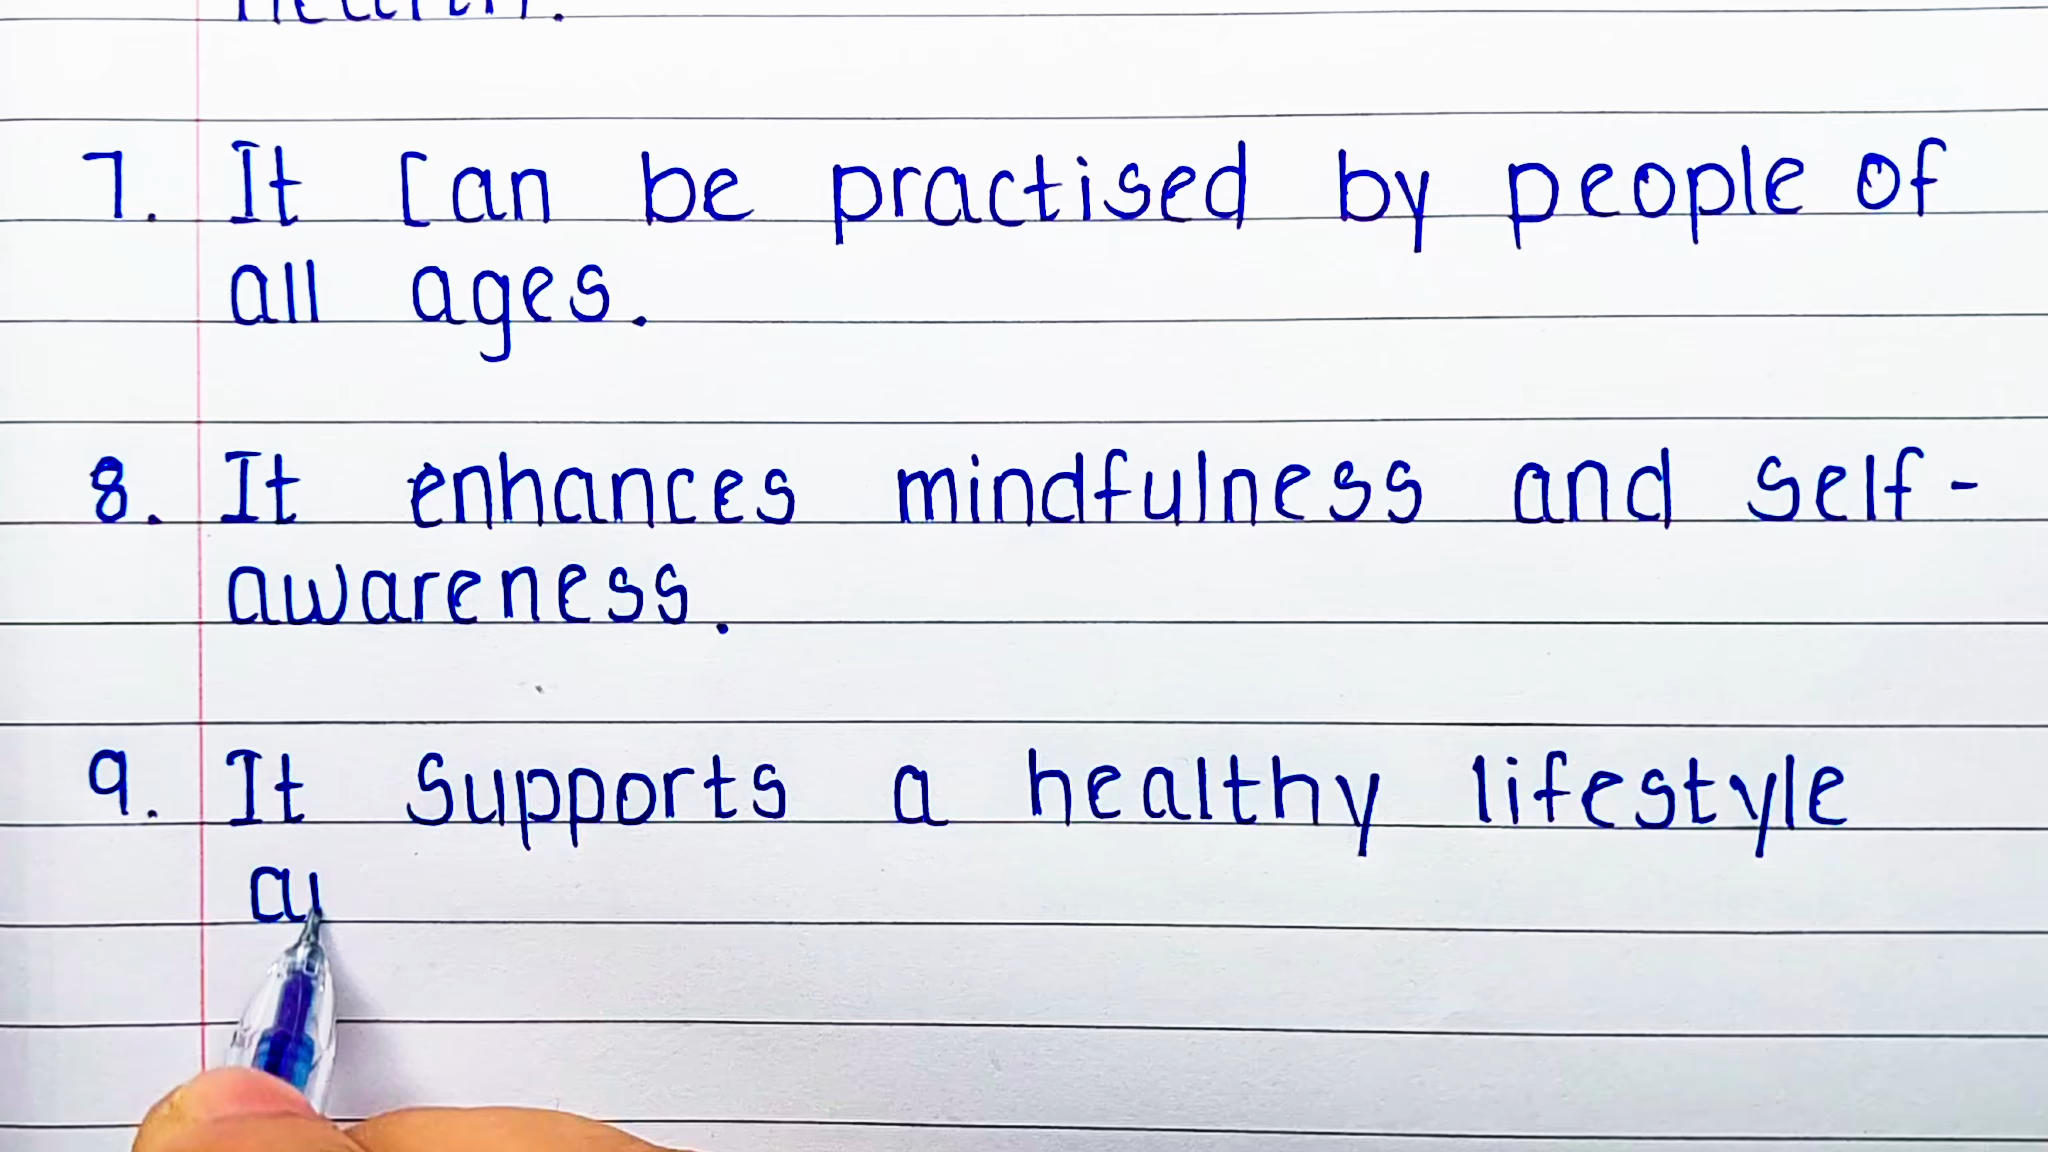 7. It Can be practised by people of
all ages.
8. It enhances mindfulness and self-
awareness.
9. It supports a healthy lifestyle